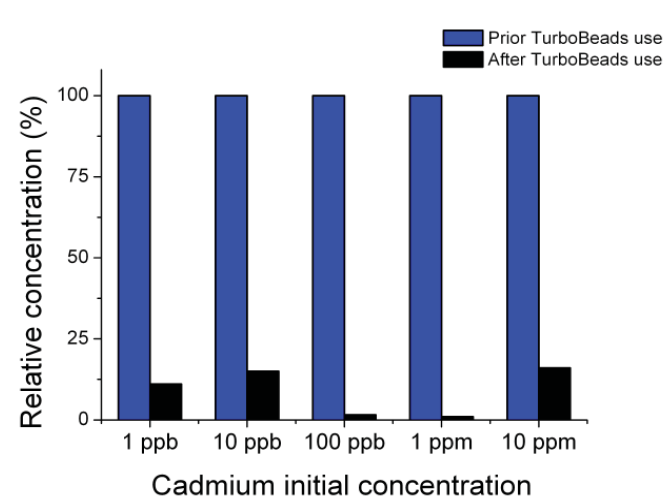 Prior TurboBeads use
After TurboBeads use
Relative concentration (%)
100
75
50
25
0
1 ppb 10 ppb 100 ppb 1 ppm 10 ppm
Cadmium initial concentration